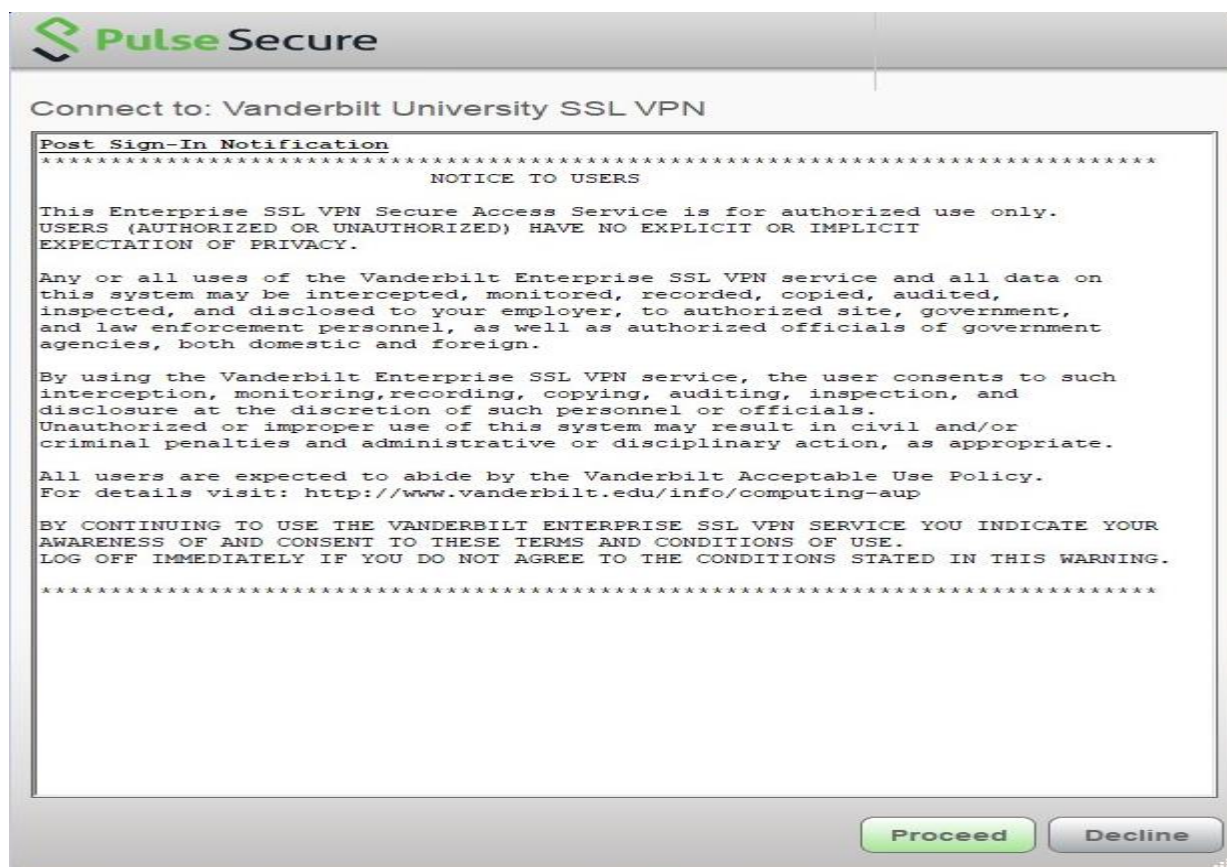 Pulse Secure
Connect to: Vanderbilt University SSL VPN
Post Sign-In Notification
********************************************************************************
NOTICE TO USERS
This Enterprise SSL VPN Secure Access Service is for authorized use only.
USERS (AUTHORIZED OR UNAUTHORIZED) HAVE NO EXPLICIT OR IMPLICIT
EXPECTATION OF PRIVACY.
Any or all uses of the Vanderbilt Enterprise SSL VPN service and all data on
this system may be intercepted, monitored, recorded, copied, audited,
inspected, and disclosed to your employer, to authorized site, government,
and law enforcement personnel, as well as authorized officials of government
agencies, both domestic and foreign.
By using the Vanderbilt Enterprise SSL VPN service, the user consents to such
interception, monitoring,recording, copying, auditing, inspection, and
disclosure at the discretion of such personnel or officials.
Unauthorized or improper use of this system may result in civil and/or
criminal penalties and administrative or disciplinary action, as appropriate.
All users are expected to abide by the Vanderbilt Acceptable Use Policy.
For details visit: http://www.vanderbilt.edu/info/computing-aup
BY CONTINUING TO USE THE VANDERBILT ENTERPRISE SSL VPN SERVICE YOU INDICATE YOUR
AWARENESS OF AND CONSENT TO THESE TERMS AND CONDITIONS OF USE.
LOG OFF IMMEDIATELY IF YOU DO NOT AGREE TO THE CONDITIONS STATED IN THIS WARNING.
********************************************************************************
Proceed Decline